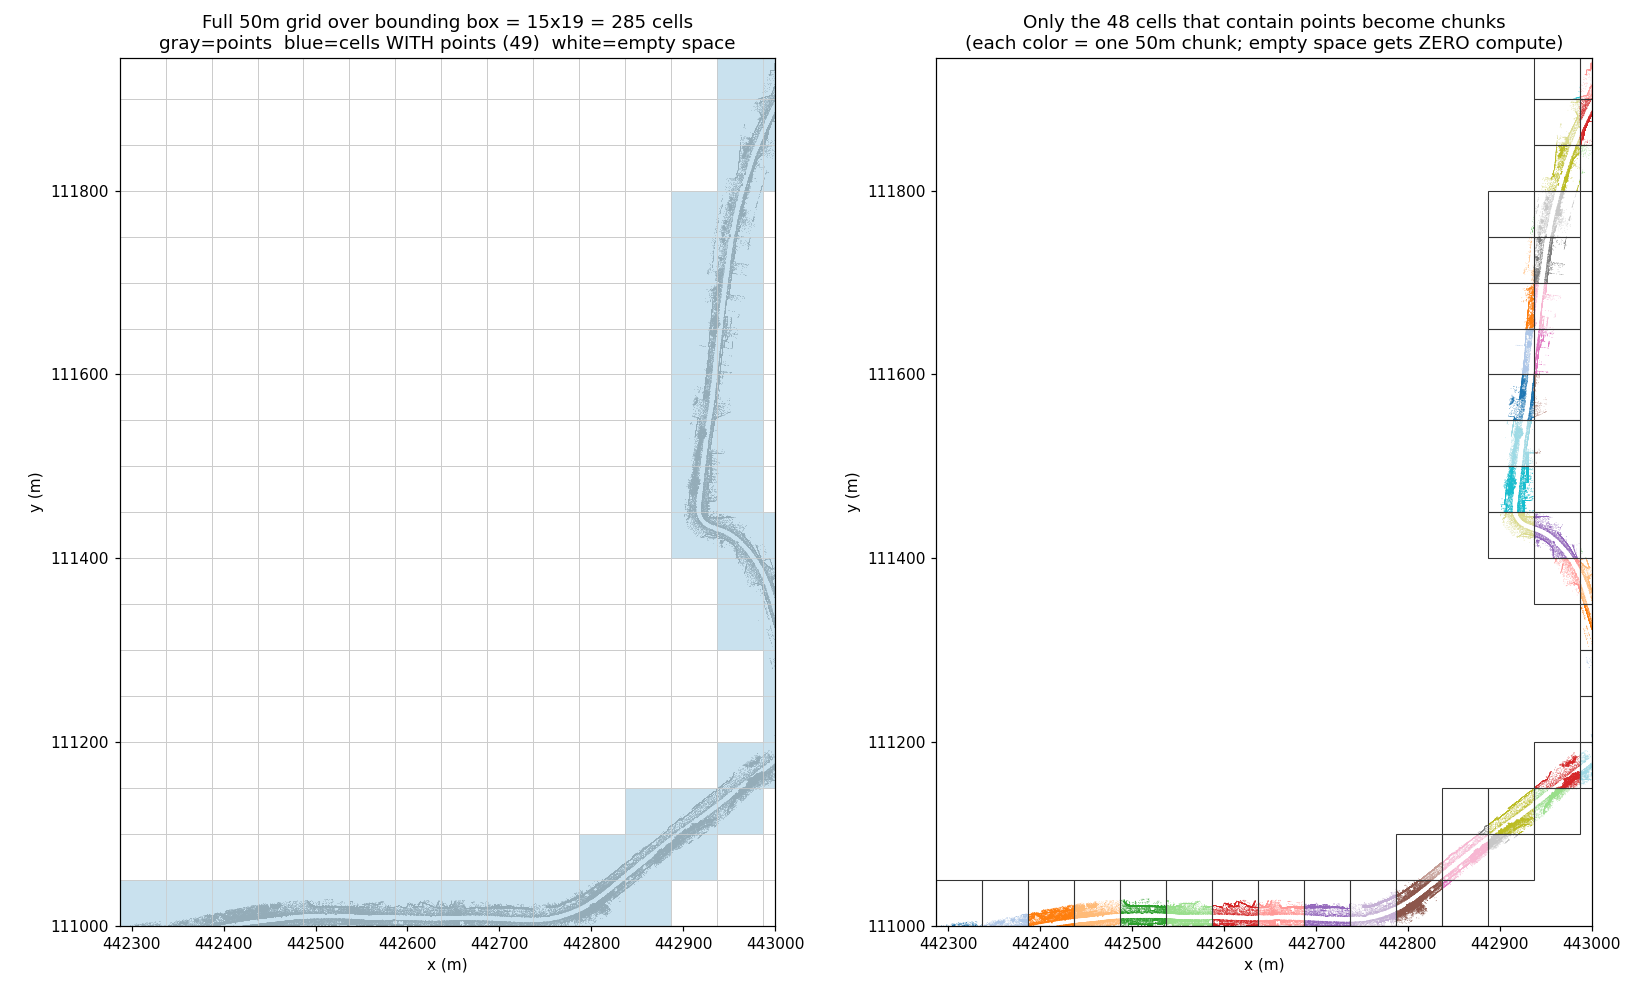 Full 50m grid over bounding box = 15x19 = 285 cells
gray=points  blue=cells WITH points (49)  white=empty space
111800
111600
111400
111200
111000
y (m)
442300 442400 442500 442600 442700 442800 442900 443000
x (m)
Only the 48 cells that contain points become chunks
(each color = one 50m chunk; empty space gets ZERO compute)
111800
111600
111400
111200
111000
y (m)
442300 442400 442500 442600 442700 442800 442900 443000
x (m)